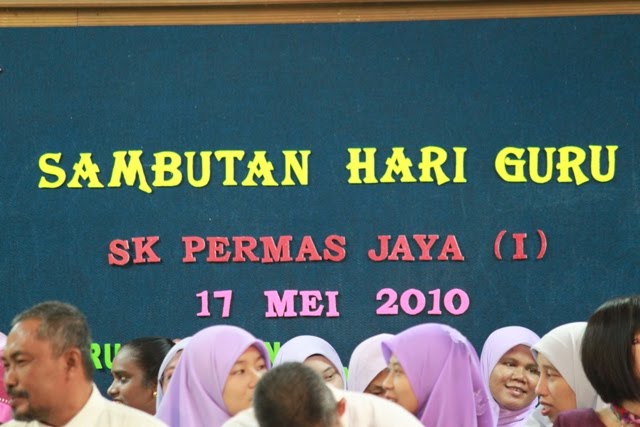 SAMBUTAN HARI GURU
SK PERMAS JAYA (I)
17 MEI 2010